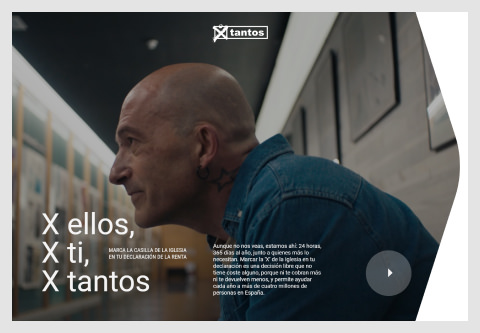 Xtantos
X ellos,
X ti,
X tantos
MARCA LA CASILLA DE LA IGLESIA
EN TU DECLARACIÓN DE LA RENTA
Aunque no nos veas, estamos ahí: 24 horas,
365 días al año, junto a quienes más lo
necesitan. Marcar la "X" de la Iglesia en tu
declaración es una decisión libre que no
tiene coste alguno, porque ni te cobran más
ni te devuelven menos, y permite ayudar
cada año a más de cuatro millones de
personas en España.